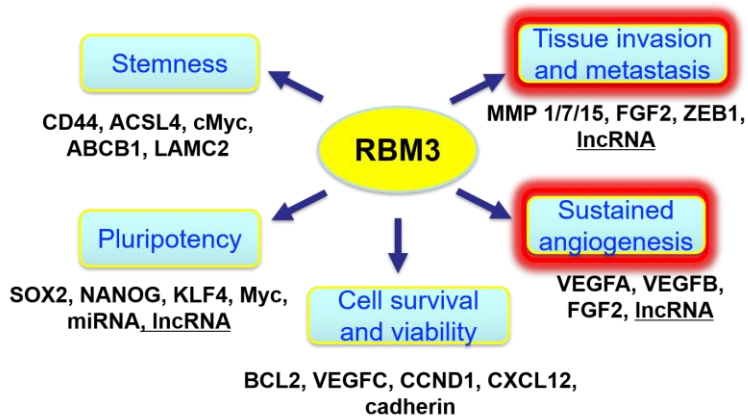 Stemness
CD44, ACSL4, cMyc,
ABCB1, LAMC2
Tissue invasion
and metastasis
MMP 1/7/15, FGF2, ZEB1,
lncRNA
RBM3
Pluripotency
SOX2, NANOG, KLF4, Myc,
miRNA, lncRNA
Cell survival
and viability
BCL2, VEGFC, CCND1, CXCL12,
cadherin
Sustained
angiogenesis
VEGFA, VEGFB,
FGF2, lncRNA